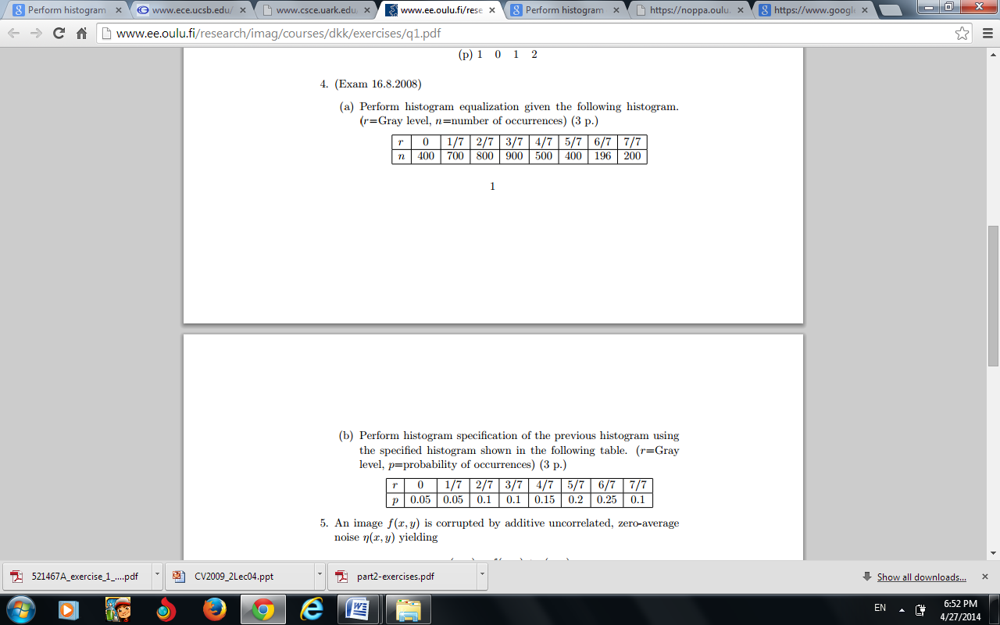 Perform histogram
www.ece.ucsb.edu/
www.csce.uark.edu
www.ee.oulu.fi/rese
Perform histogram
https://noppa.oulu.
https://www.googl
www.ee.oulu.fi/research/imag/courses/dkk/exercises/q1.pdf
(p) 1 0 1 2
4. (Exam 16.8.2008)
(a) Perform histogram equalization given the following histogram.
(r=Gray level, n=number of occurrences) (3 p.)
r 0 1/7 2/7 3/7 4/7 5/7 6/7 7/7
n 400 700 800 900 500 400 196 200
1
(b) Perform histogram specification of the previous histogram using
the specified histogram shown in the following table. (r=Gray
level, p=probability of occurrences) (3 p.)
r 0 1/7 2/7 3/7 4/7 5/7 6/7 7/7
p 0.05 0.05 0.1 0.1 0.15 0.2 0.25 0.1
5. An image f(x, y) is corrupted by additive uncorrelated, zero-average
noise η(x, y) yielding
521467A_exercise_1_....pdf
CV2009_2Lec04.ppt
part2-exercises.pdf
Show all downloads...
EN
6:52 PM
4/27/2014